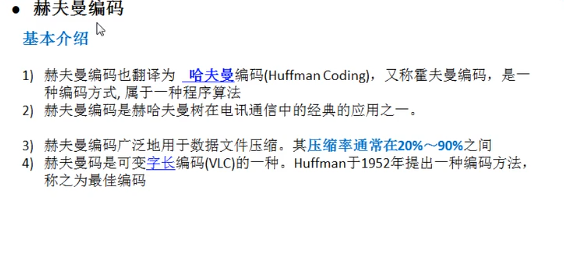 ● 赫夫曼编码
基本介绍
1) 赫夫曼编码也翻译为 哈夫曼编码(Huffman Coding)，又称霍夫曼编码，是一
种编码方式, 属于一种程序算法
2) 赫夫曼编码是赫哈夫曼树在电讯通信中的经典的应用之一。
3) 赫夫曼编码广泛地用于数据文件压缩。其压缩率通常在20%～90%之间
4) 赫夫曼码是可变字长编码(VLC)的一种。Huffman于1952年提出一种编码方法，
称之为最佳编码